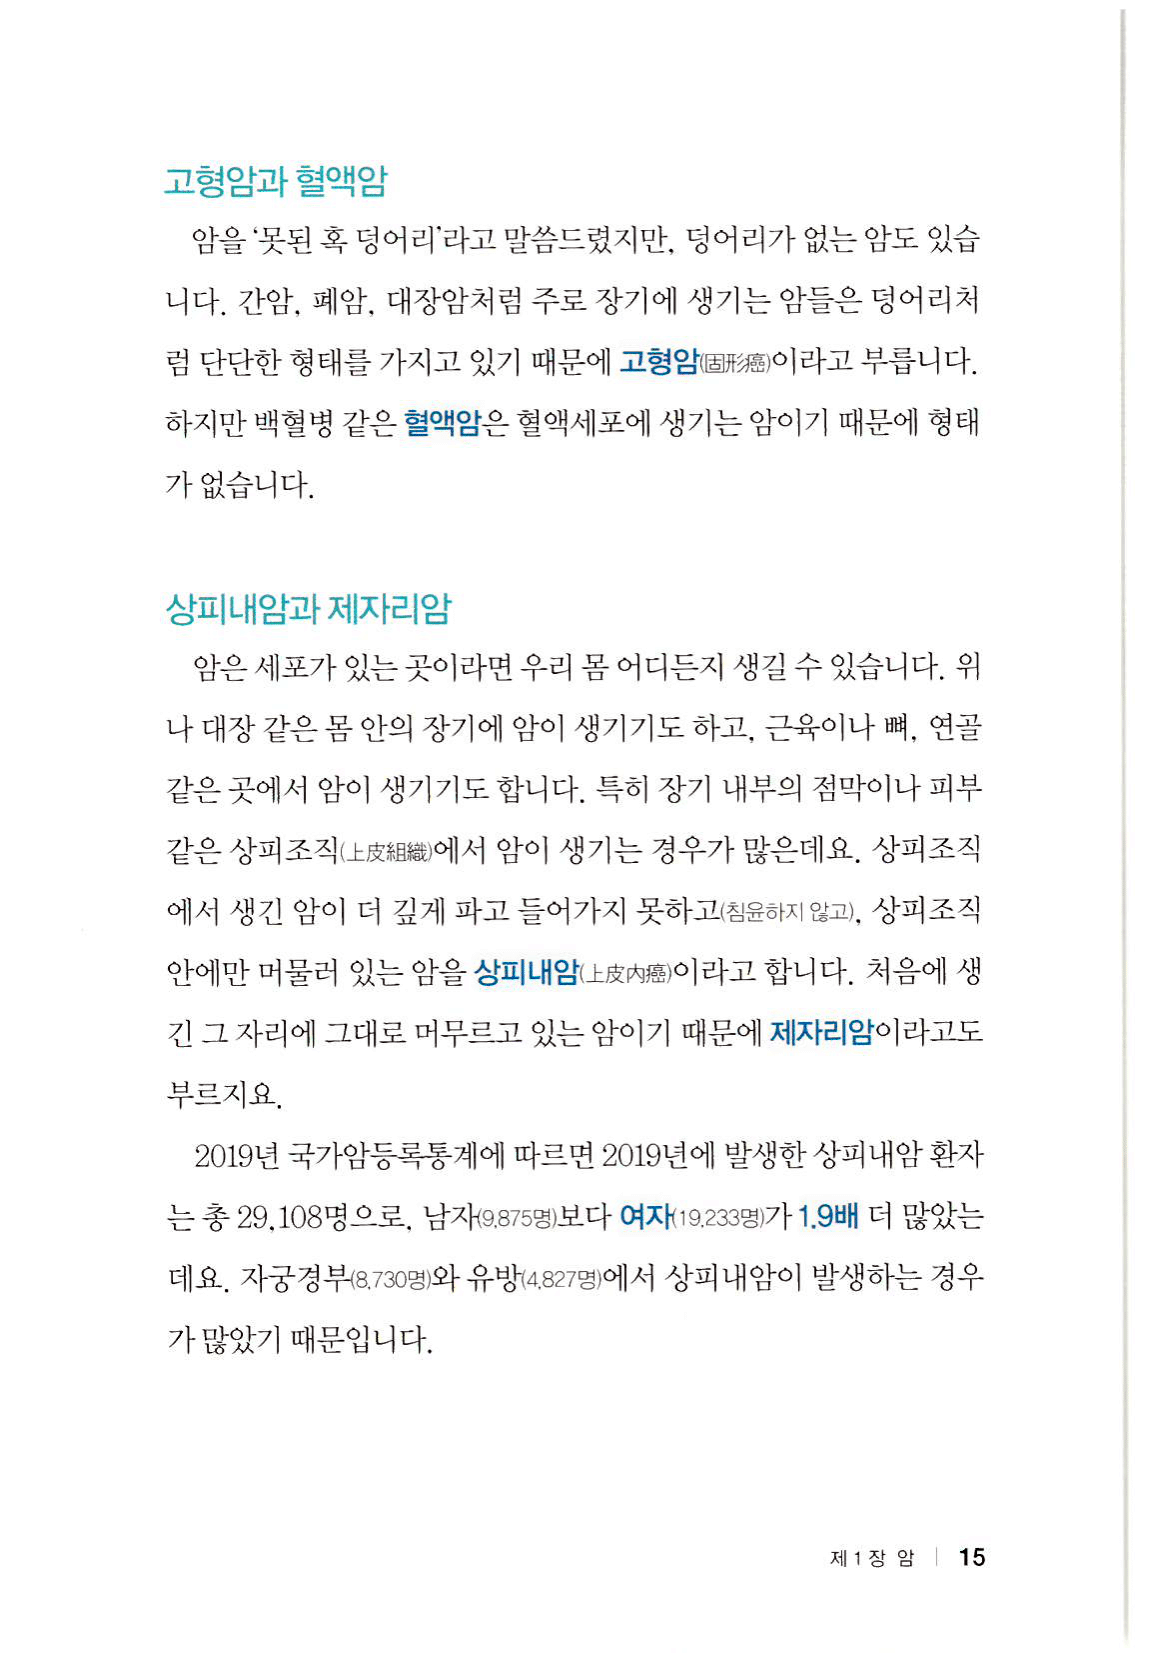 고형암과 혈액암
암을 ‘못된 혹 덩어리’라고 말씀드렸지만, 덩어리가 없는 암도 있습
니다. 간암, 폐암, 대장암처럼 주로 장기에 생기는 암들은 덩어리처
럼 단단한 형태를 가지고 있기 때문에 고형암(固形癌)이라고 부릅니다.
하지만 백혈병 같은 혈액암은 혈액세포에 생기는 암이기 때문에 형태
가 없습니다.
상피내암과 제자리암
암은 세포가 있는 곳이라면 우리 몸 어디든지 생길 수 있습니다. 위
나 대장 같은 몸 안의 장기에 암이 생기기도 하고, 근육이나 뼈, 연골
같은 곳에서 암이 생기기도 합니다. 특히 장기 내부의 점막이나 피부
같은 상피조직(上皮組織)에서 암이 생기는 경우가 많은데요. 상피조직
에서 생긴 암이 더 깊게 파고 들어가지 못하고(침윤하지 않고), 상피조직
안에만 머물러 있는 암을 상피내암(上皮内癌)이라고 합니다. 처음에 생
긴 그 자리에 그대로 머무르고 있는 암이기 때문에 제자리암이라고도
부르지요.
2019년 국가암등록통계에 따르면 2019년에 발생한 상피내암 환자
는 총 29,108명으로, 남자(9,875명)보다 여자(19,233명)가 1.9배 더 많았는
데요. 자궁경부(8,730명)와 유방(4,827명)에서 상피내암이 발생하는 경우
가 많았기 때문입니다.
제1장 암 | 15